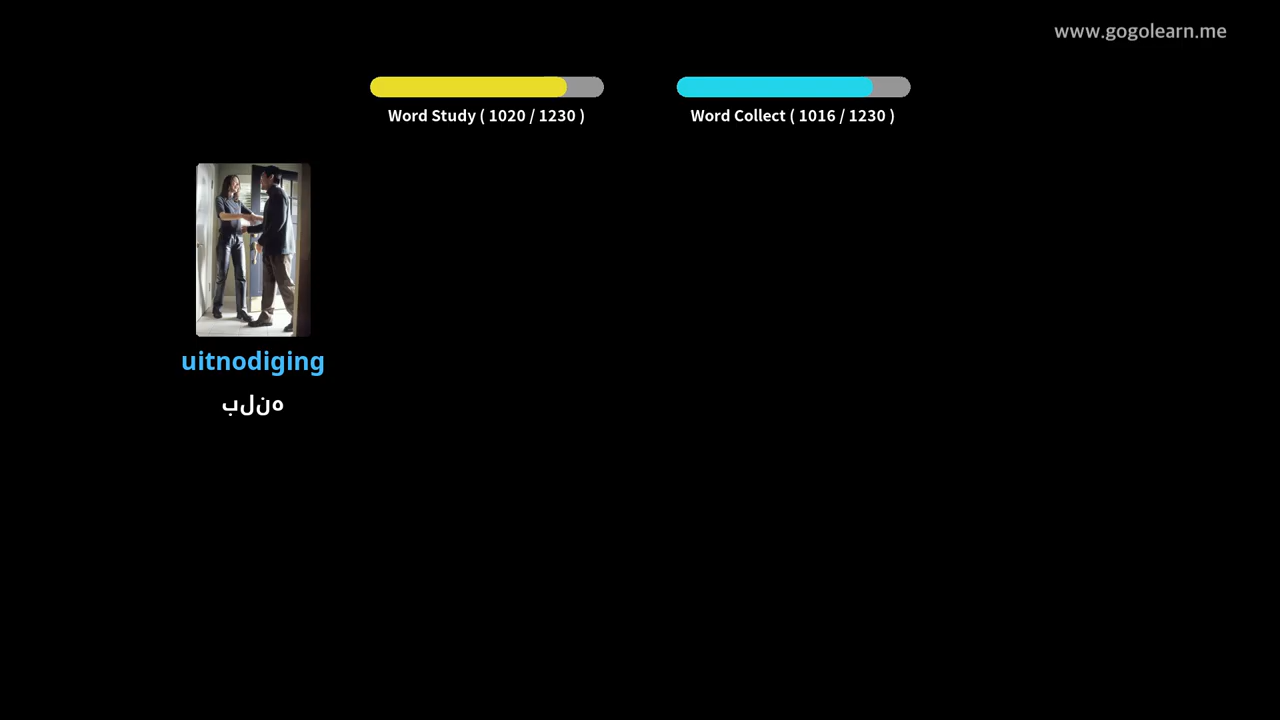 www.gogolearn.me
Word Study ( 1020 / 1230 )
Word Collect ( 1016 / 1230 )
uitnodiging
بلنه